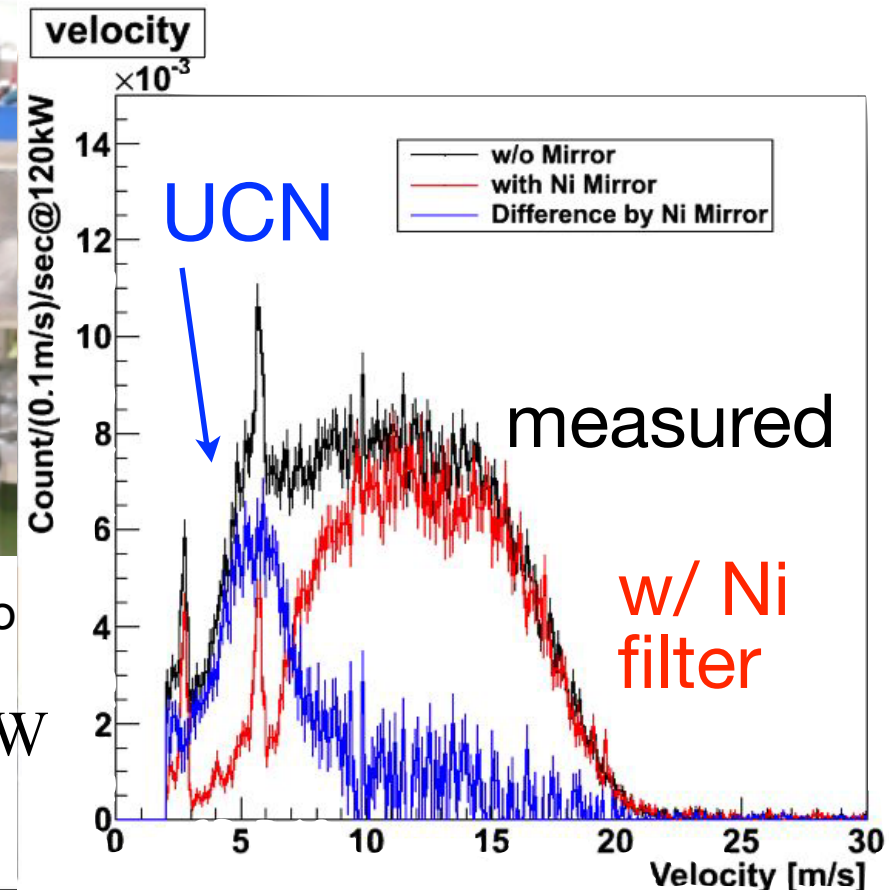 velocity
×10⁻³
Count/(0.1m/s)/sec@120kW
14
12
10
8
6
4
2
0
w/o Mirror
with Ni Mirror
Difference by Ni Mirror
UCN
measured
w/ Ni
filter
o
W
0 5 10 15 20 25 30
Velocity [m/s]